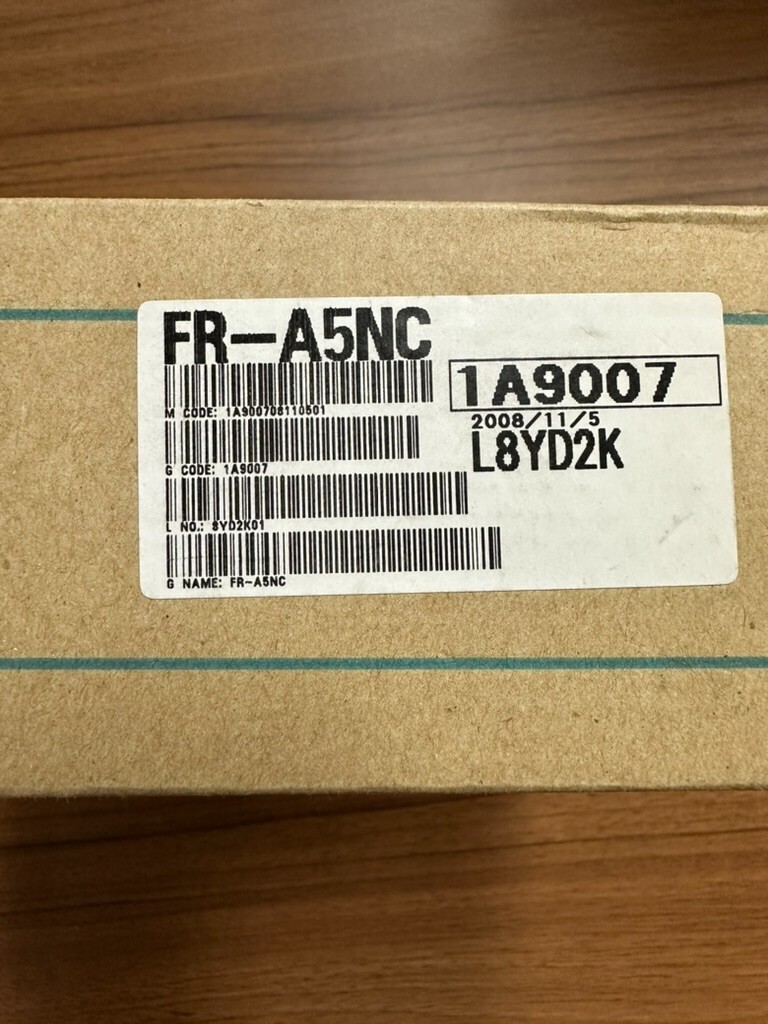 FR-A5NC
1A9007
M CODE: 1A900708110501
2008/11/5
L8YD2K
G CODE: 1A9007
L NO.: 8YD2K01
G NAME: FR-A5NC